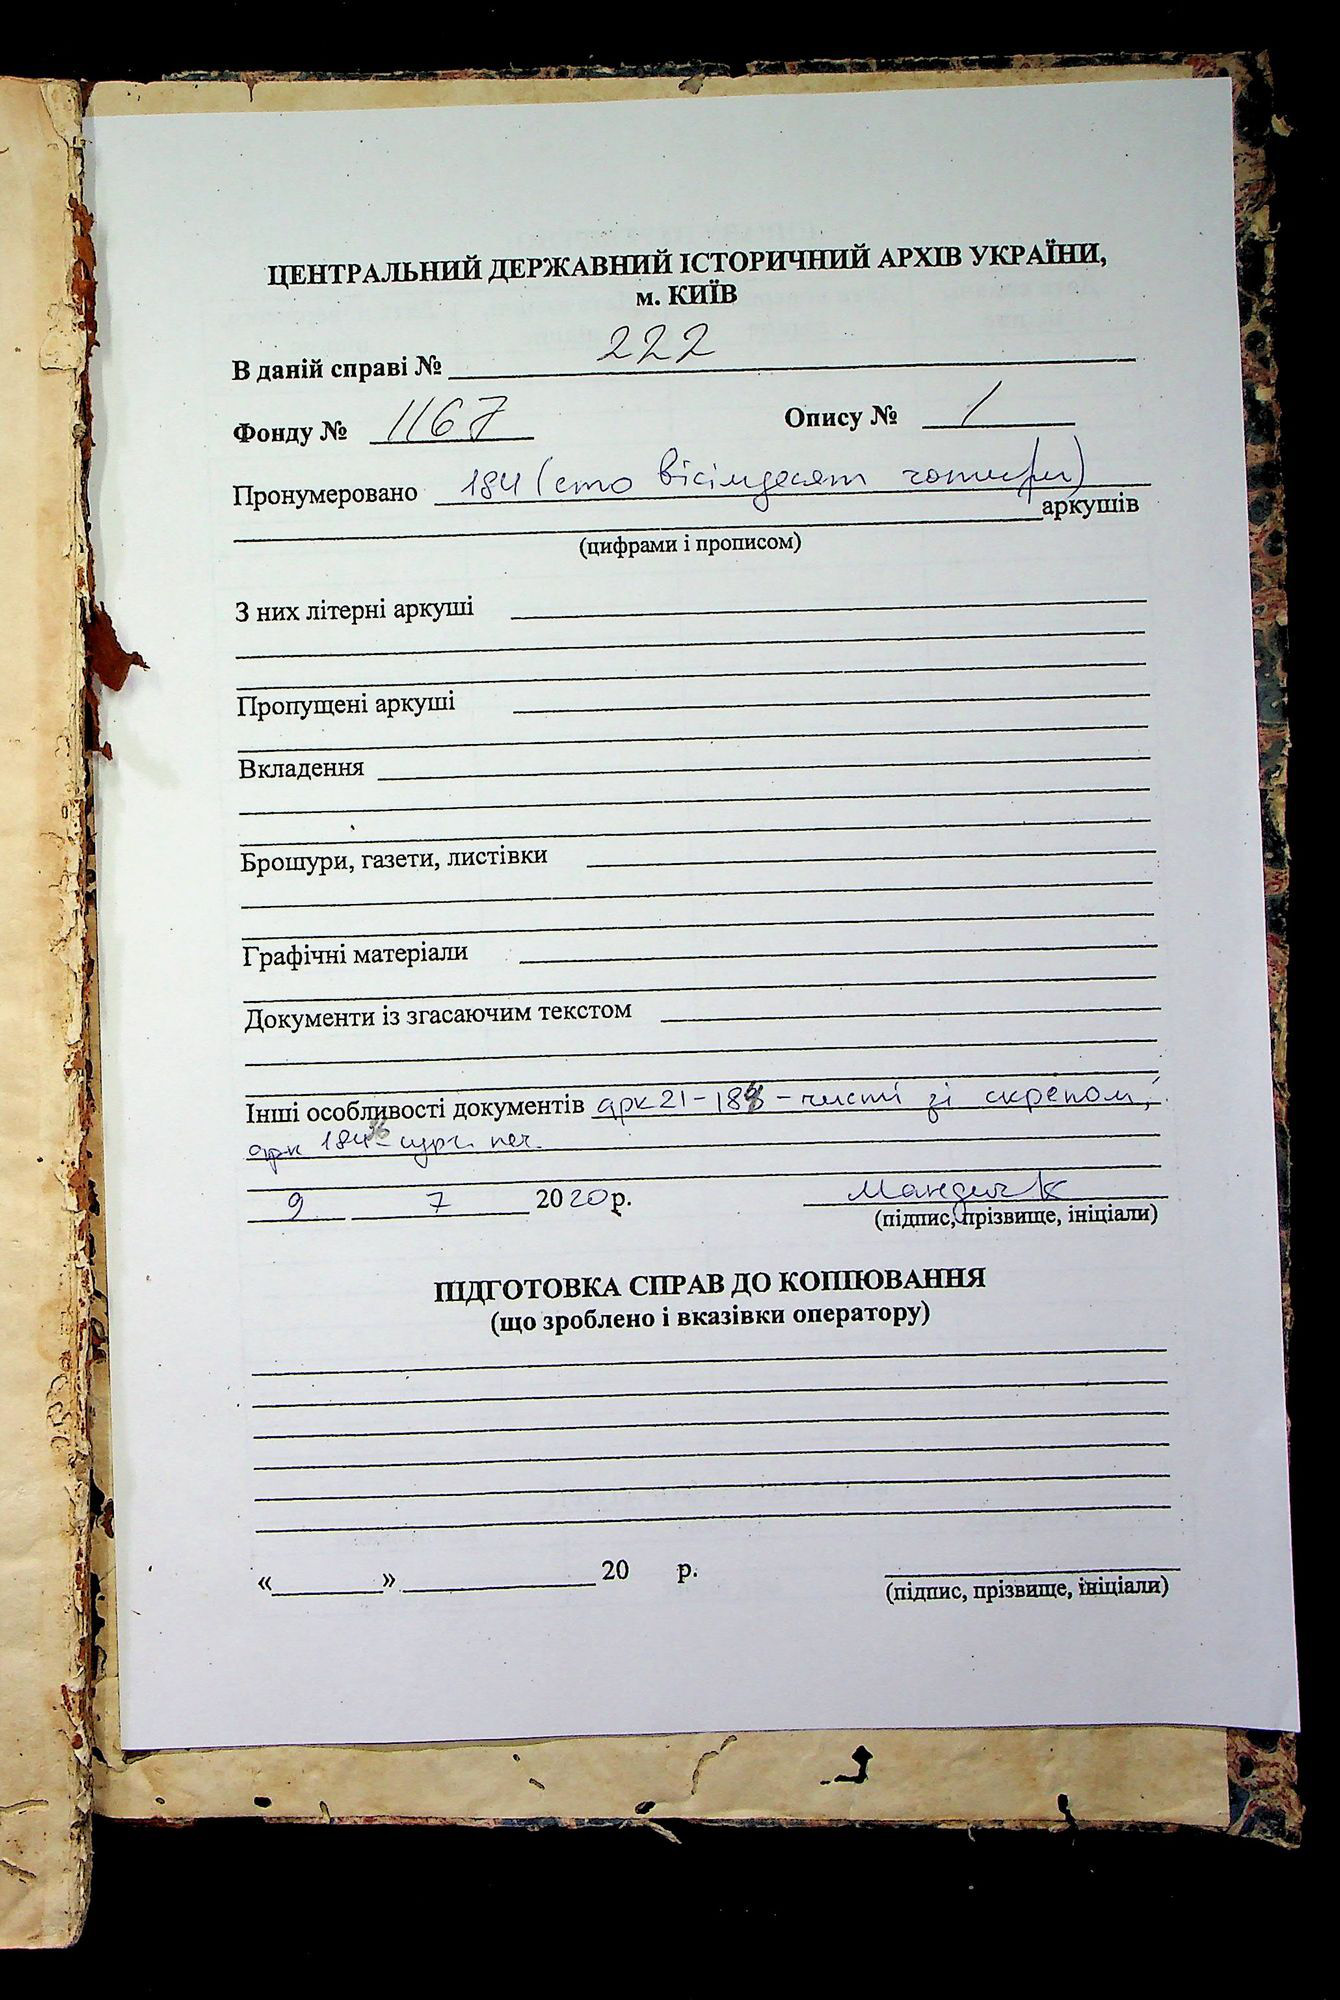 ЦЕНТРАЛЬНИЙ ДЕРЖАВНИЙ ІСТОРИЧНИЙ АРХІВ УКРАЇНИ,
м. КИЇВ
В даній справі № 222
Фонду № 1167 Опису № 1
Пронумеровано 184 (сто вісімдесят чотири)
аркушів
(цифрами і прописом)
З них літерні аркуші
Пропущені аркуші
Вкладення
Брошури, газети, листівки
Графічні матеріали
Документи із згасаючим текстом
Інші особливості документів арк 21-184 - чисті зі скрепом;
арк 184 сург. печ.
9 7 2020 р.
(підпис, прізвище, ініціали)
ПІДГОТОВКА СПРАВ ДО КОПІЮВАННЯ
(що зроблено і вказівки оператору)
«________» ______________ 20 р.
(підпис, прізвище, ініціали)